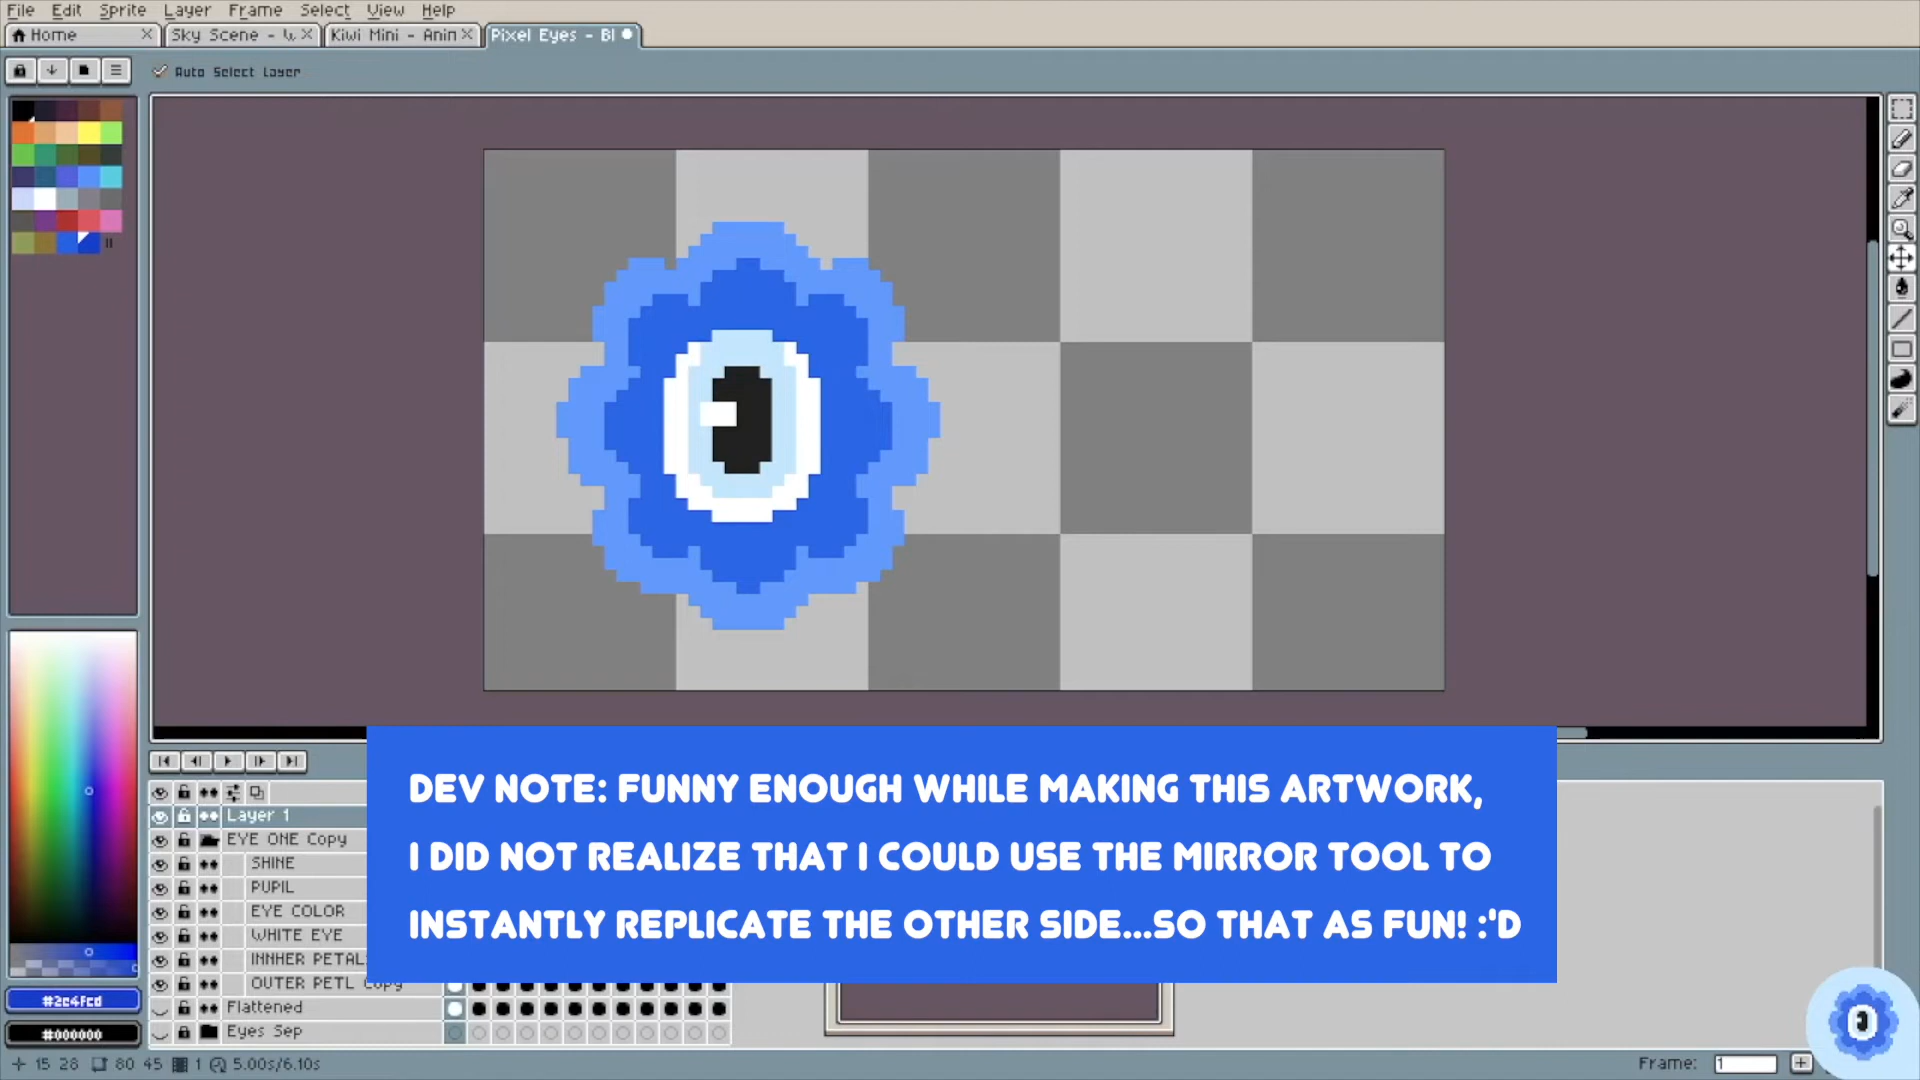 File Edit Sprite Layer Frame Select View Help
Home Sky Scene - Kiwi Mini - Anim Pixel Eyes - Bl
Auto Select Layer
DEV NOTE: FUNNY ENOUGH WHILE MAKING THIS ARTWORK,
I DID NOT REALIZE THAT I COULD USE THE MIRROR TOOL TO
INSTANTLY REPLICATE THE OTHER SIDE...SO THAT AS FUN! :'D
Layer 1
EYE ONE Copy
SHINE
PUPIL
EYE COLOR
WHITE EYE
INNHER PETAL
OUTER PETL Copy
Flattened
Eyes Sep
#2e4fcd
#000000
15 28 80 45 1 5.00s/6.10s
Frame: 1